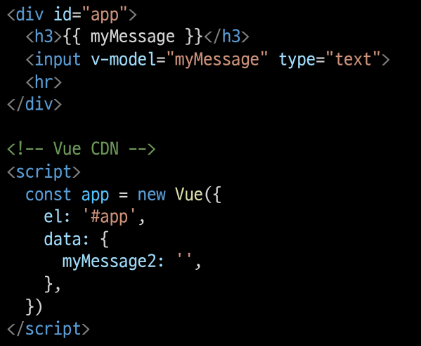 <div id="app">
  <h3>{{ myMessage }}</h3>
  <input v-model="myMessage" type="text">
  <hr>
</div>

<!-- Vue CDN -->
<script>
  const app = new Vue({
    el: '#app',
    data: {
      myMessage2: '',
    },
  })
</script>